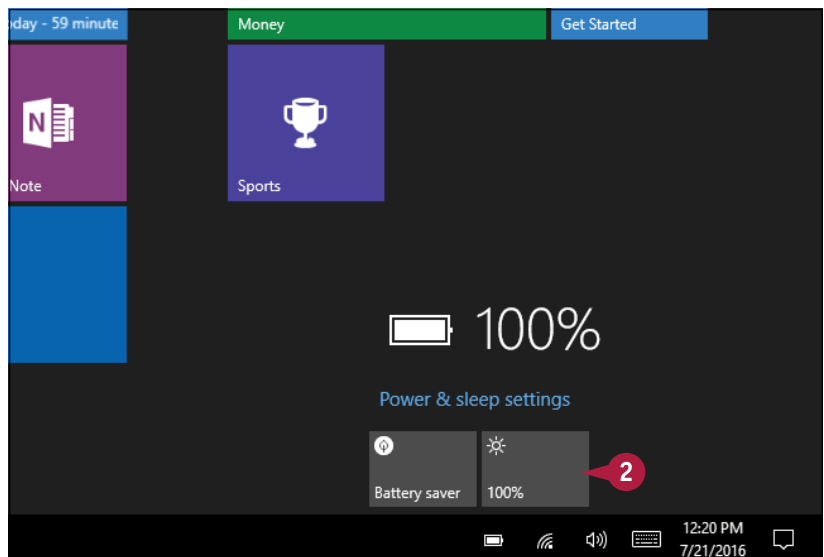 oday - 59 minute
Money
Get Started
N
Note
Sports
100%
Power & sleep settings
Battery saver
100%
2
12:20 PM
7/21/2016